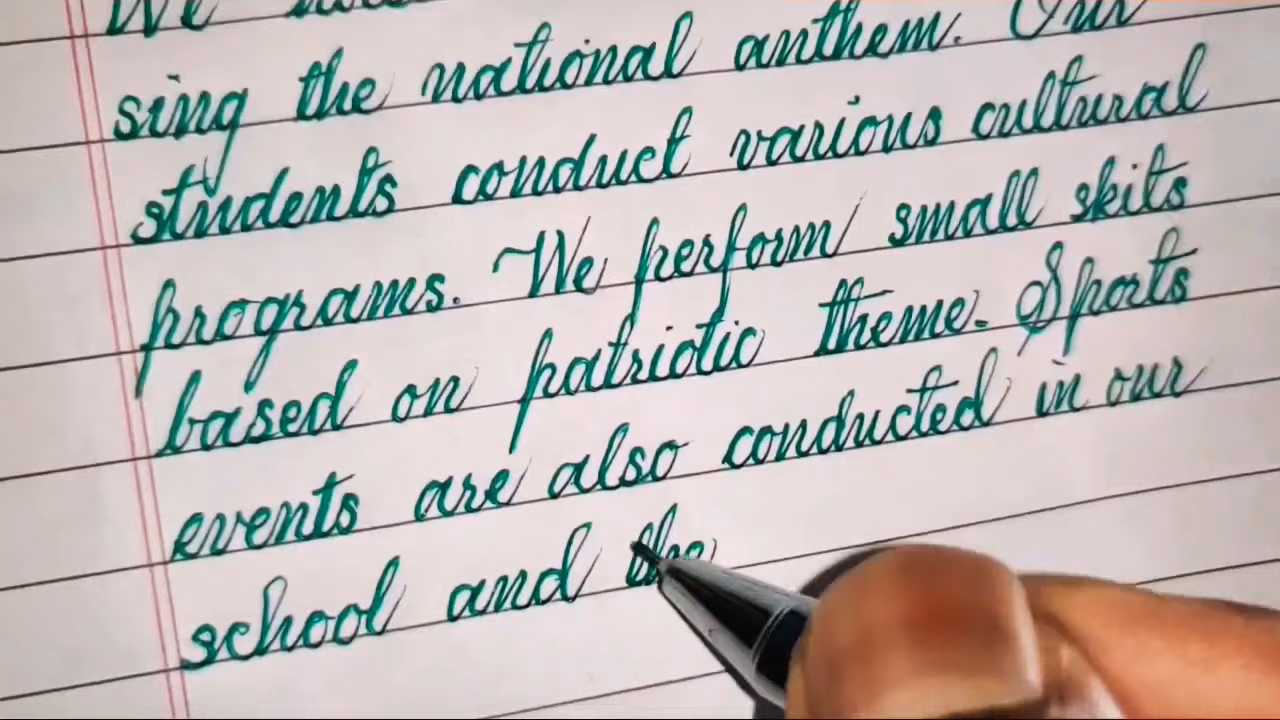 We
sing the national anthem. Our
students conduct various cultural
programs. We perform small skits
based on patriotic theme. Sports
events are also conducted in our
school and the